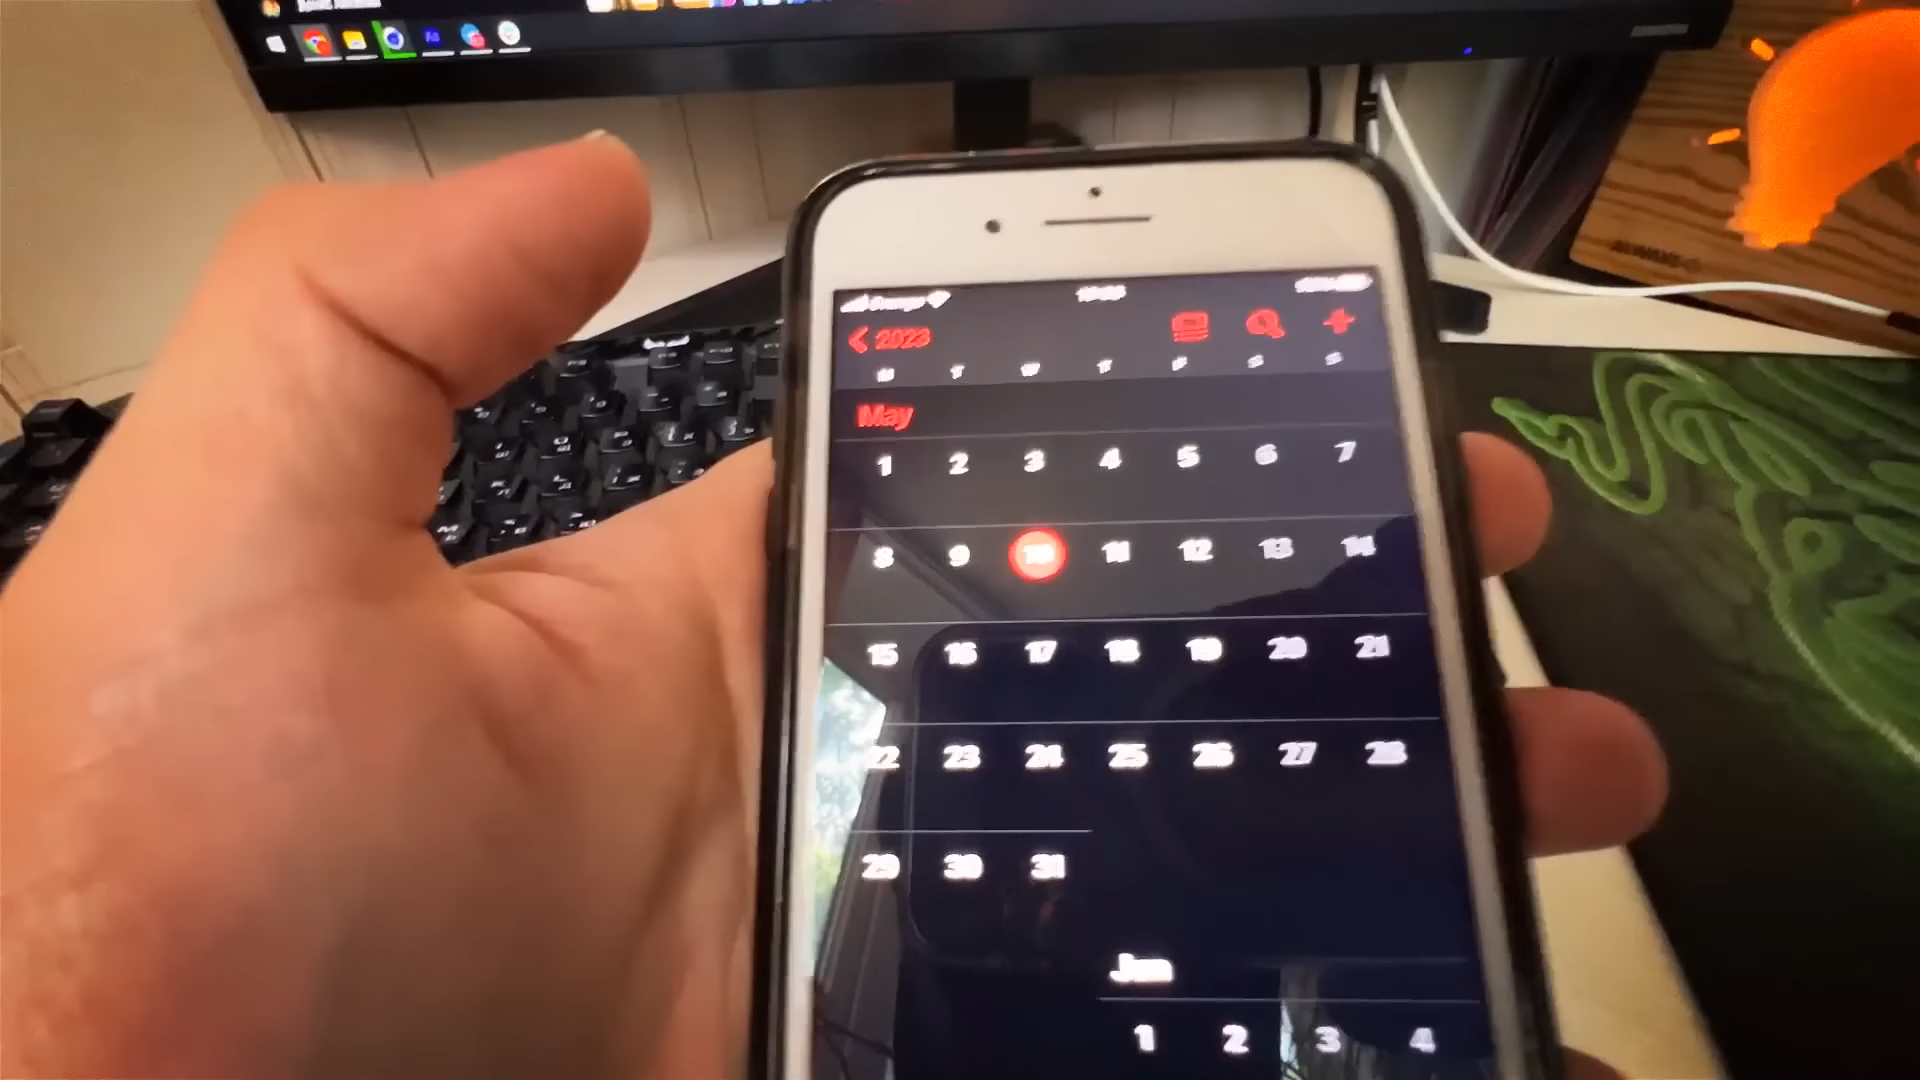 Orange
2023
M T W T F S S
May
1 2 3 4 5 6 7
8 9 10 11 12 13 14
15 16 17 18 19 20 21
22 23 24 25 26 27 28
29 30 31
Jun
1 2 3 4